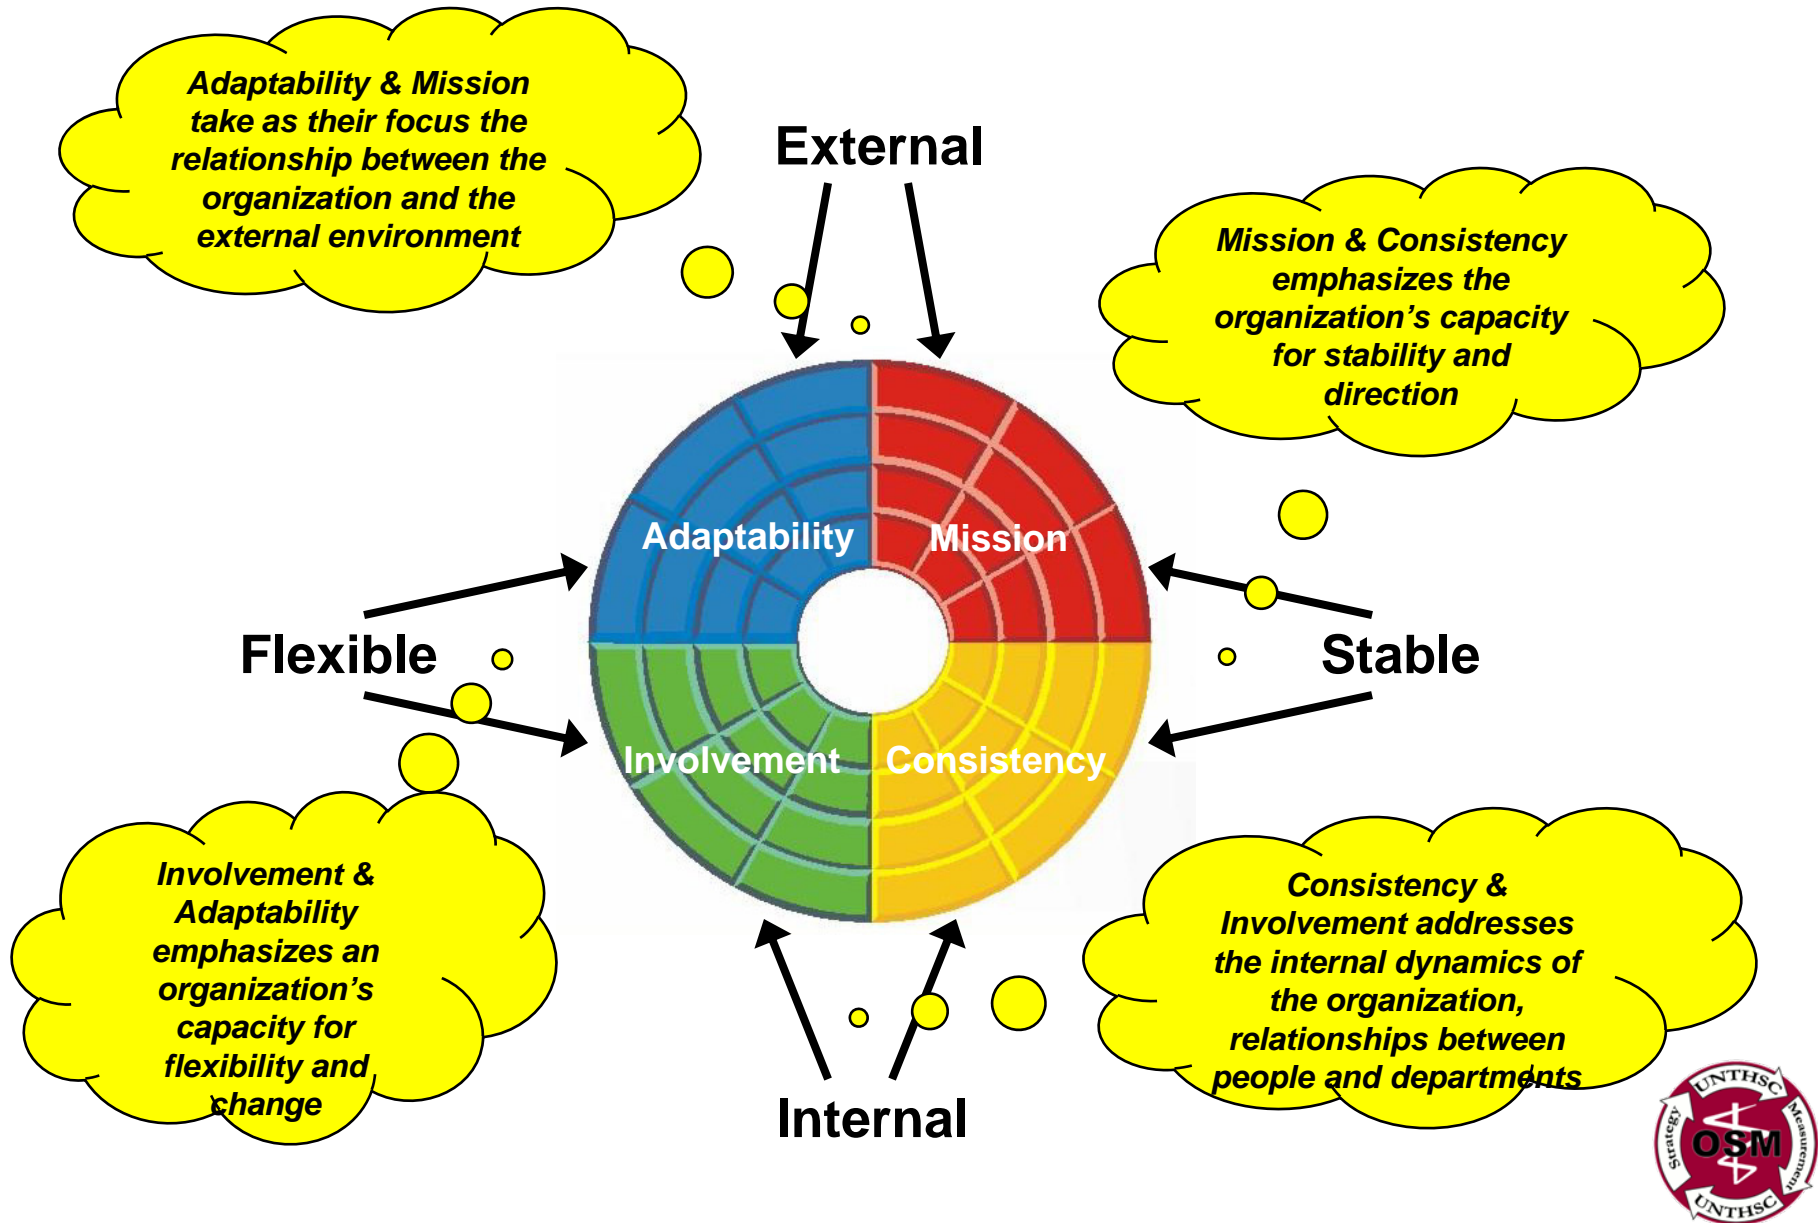 Adaptability & Mission
take as their focus the
relationship between the
organization and the
external environment
External
Mission & Consistency
emphasizes the
organization’s capacity
for stability and
direction
Adaptability
Mission
Flexible
Stable
Involvement
Consistency
Involvement &
Adaptability
emphasizes an
organization’s
capacity for
flexibility and
change
Consistency &
Involvement addresses
the internal dynamics of
the organization,
relationships between
people and departments
Internal
UNTHSC
Strategy
OSM
Measurement
UNTHSC